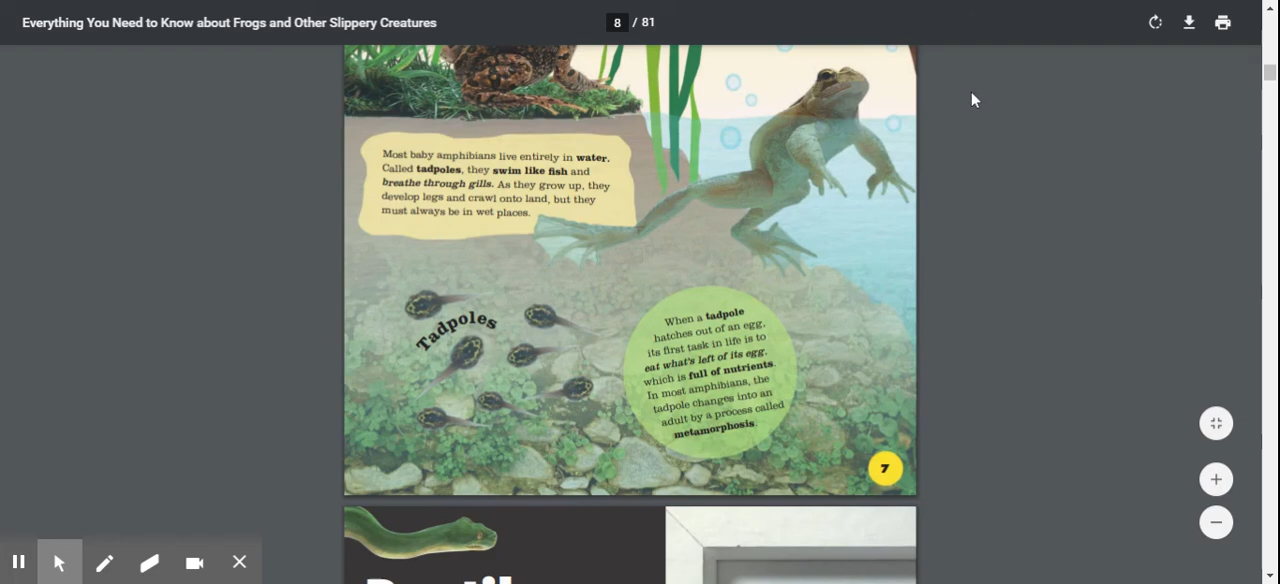 Everything You Need to Know about Frogs and Other Slippery Creatures
8 / 81
Most baby amphibians live entirely in water.
Called tadpoles, they swim like fish and
breathe through gills. As they grow up, they
develop legs and crawl onto land, but they
must always be in wet places.
Tadpoles
When a tadpole
hatches out of an egg,
its first task in life is to
eat what's left of its egg,
which is full of nutrients.
In most amphibians, the
tadpole changes into an
adult by a process called
metamorphosis.
7